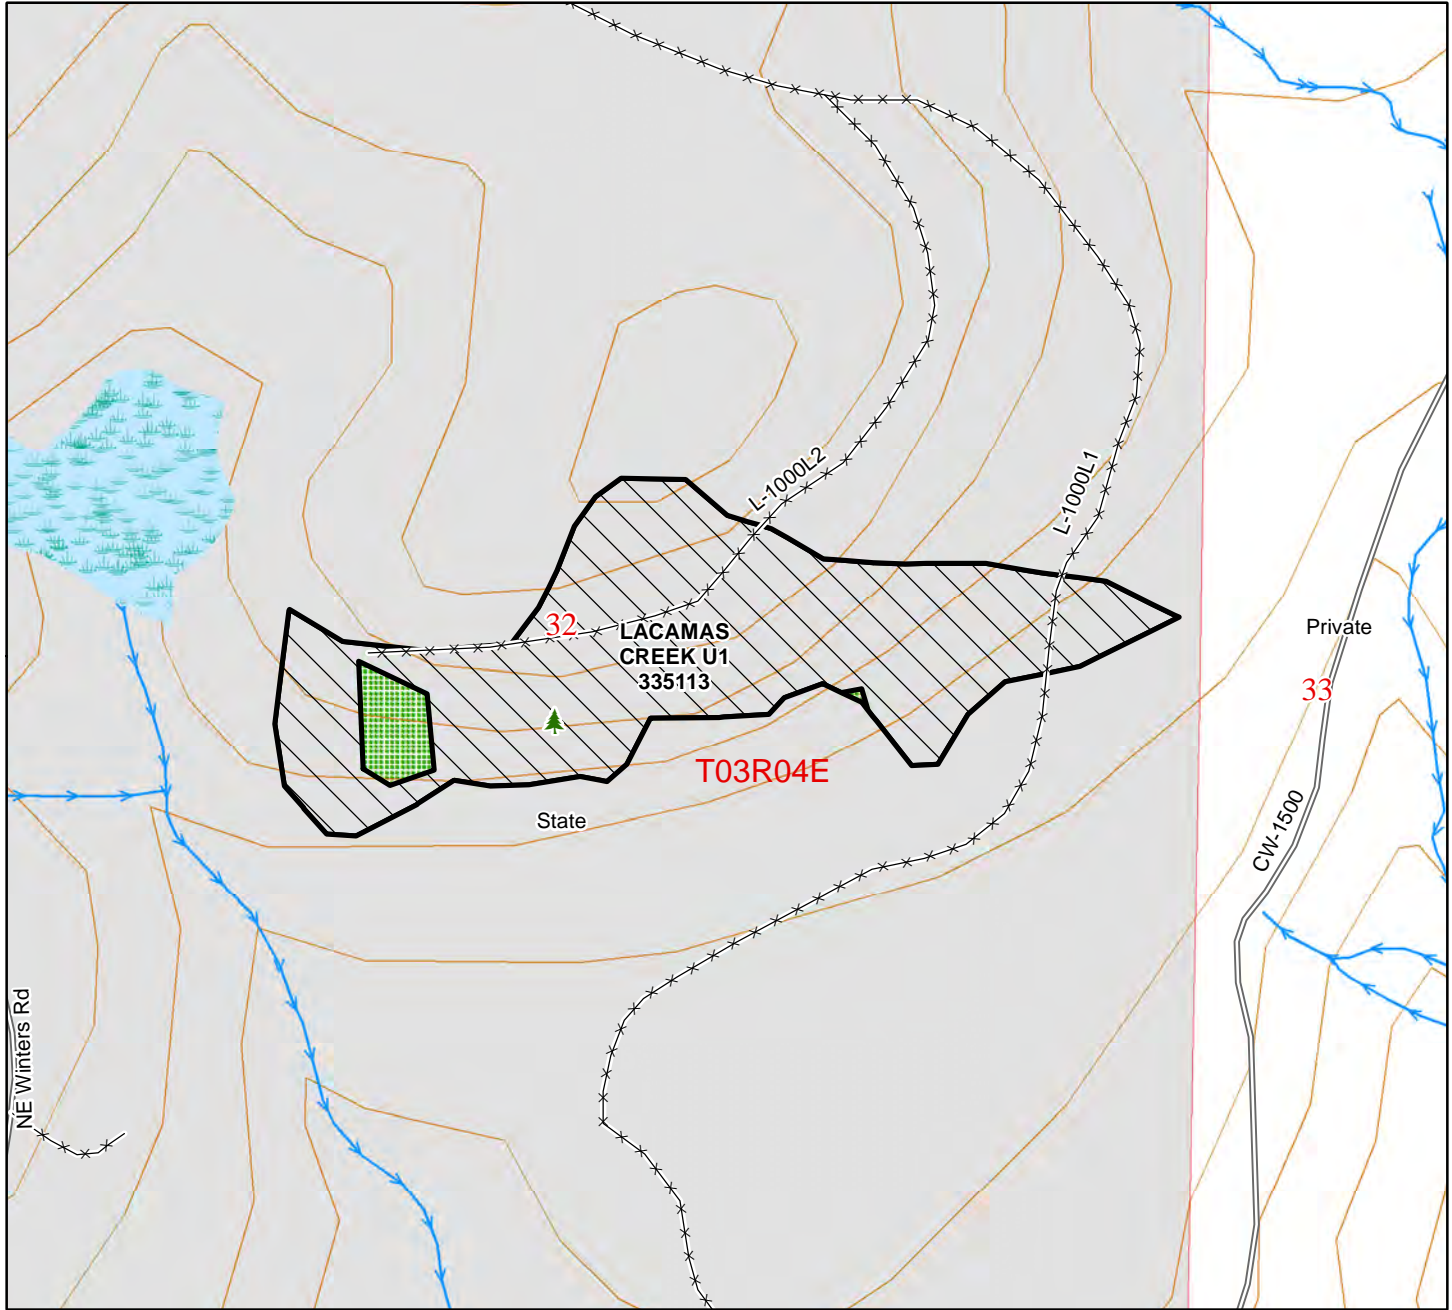 L-1000L2
L-1000L1
32
LACAMAS
CREEK U1
335113
Private
33
T03R04E
State
CW-1500
NE Winters Rd